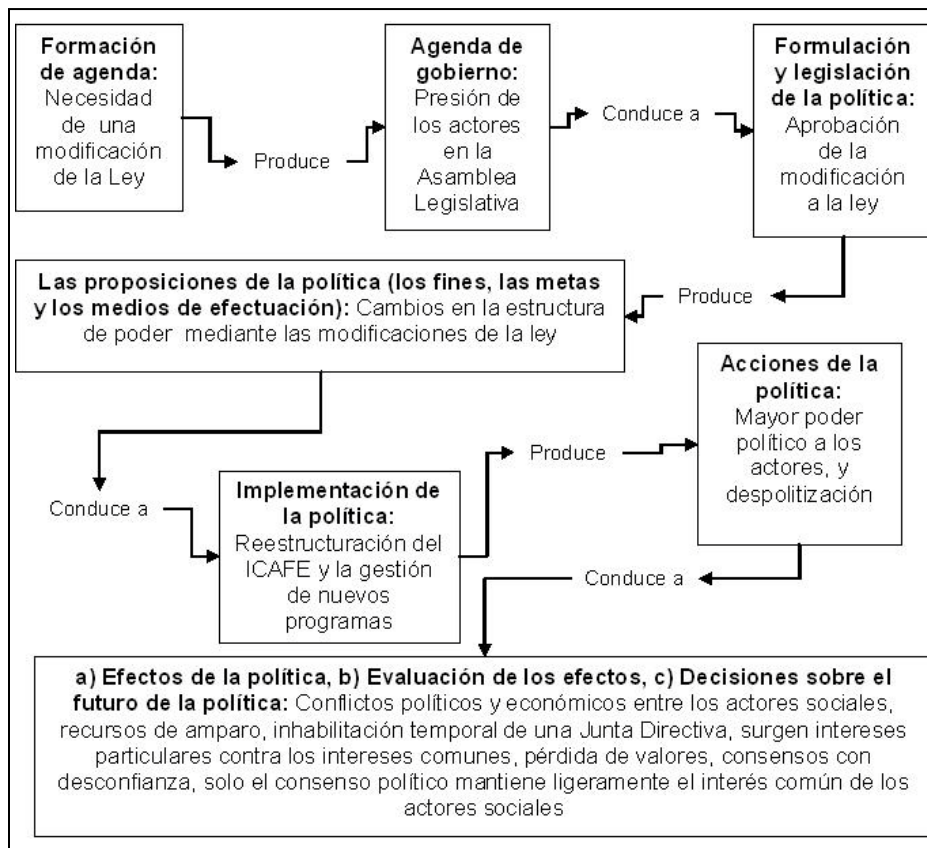 Formación
de agenda:
Necesidad
de una
modificación
de la Ley
Produce
Agenda de
gobierno:
Presión de
los actores
en la
Asamblea
Legislativa
Conduce a
Formulación
y legislación
de la política:
Aprobación
de la
modificación
a la ley
Produce
Las proposiciones de la política (los fines, las metas
y los medios de efectuación): Cambios en la estructura
de poder mediante las modificaciones de la ley
Conduce a
Implementación de
la política:
Reestructuración del
ICAFE y la gestión
de nuevos
programas
Produce
Acciones de la
política:
Mayor poder
político a los
actores, y
despolitización
Conduce a
a) Efectos de la política, b) Evaluación de los efectos, c) Decisiones sobre el
futuro de la política: Conflictos políticos y económicos entre los actores sociales,
recursos de amparo, inhabilitación temporal de una Junta Directiva, surgen intereses
particulares contra los intereses comunes, pérdida de valores, consensos con
desconfianza, solo el consenso político mantiene ligeramente el interés común de los
actores sociales